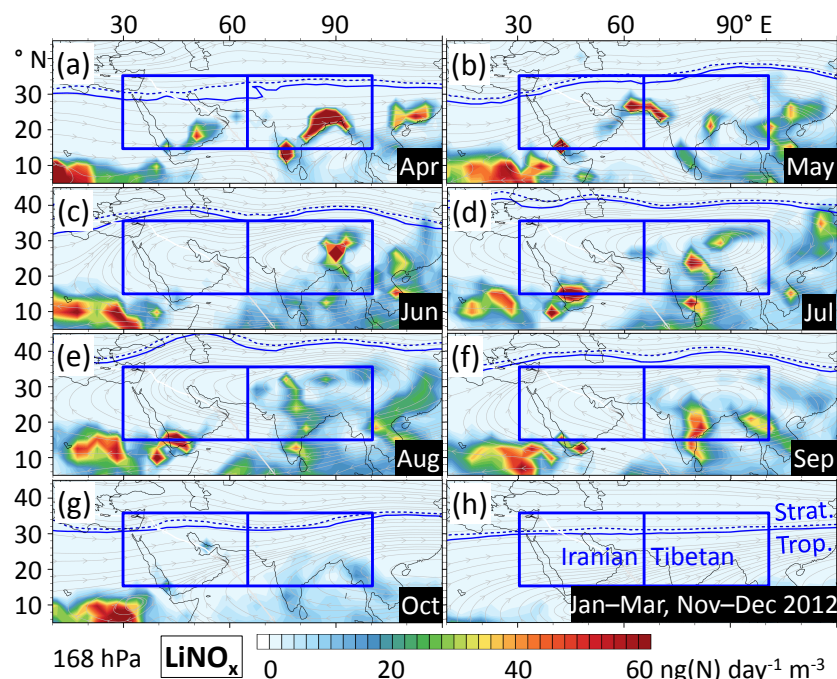 30 60 90
30 60 90° E
° N
(a)
(b)
30
20
10
Apr
May
(c)
(d)
40
30
20
10
Jun
Jul
(e)
(f)
40
30
20
10
Aug
Sep
(g)
(h)
40
30
20
10
Strat.
Trop.
Iranian Tibetan
Oct
Jan–Mar, Nov–Dec 2012
168 hPa LiNOx 0 20 40 60 ng(N) day-1 m-3